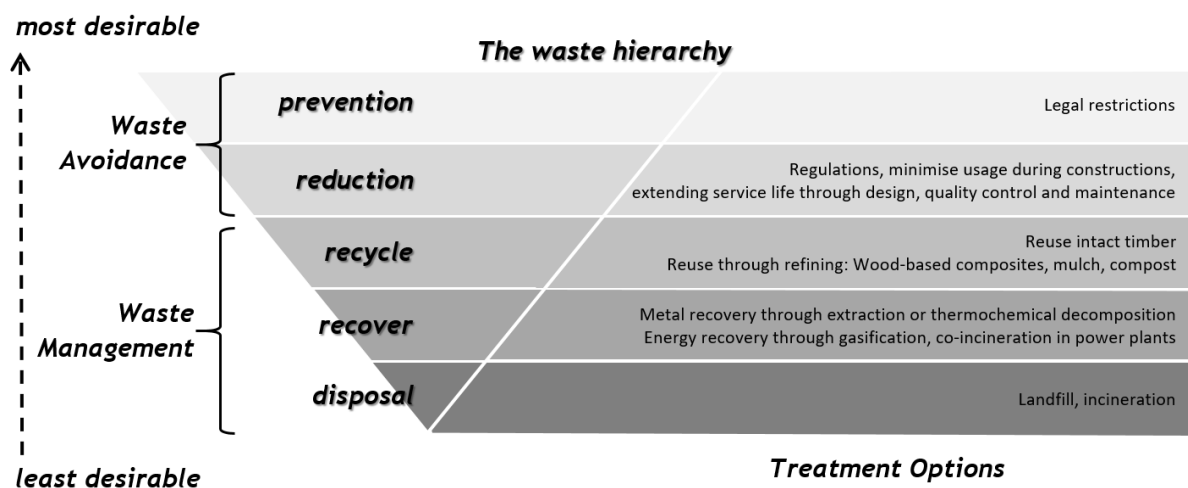 most desirable
The waste hierarchy
prevention
Legal restrictions
Waste
Avoidance
reduction
Regulations, minimise usage during constructions,
extending service life through design, quality control and maintenance
recycle
Reuse intact timber
Reuse through refining: Wood-based composites, mulch, compost
Waste
Management
recover
Metal recovery through extraction or thermochemical decomposition
Energy recovery through gasification, co-incineration in power plants
disposal
Landfill, incineration
least desirable
Treatment Options